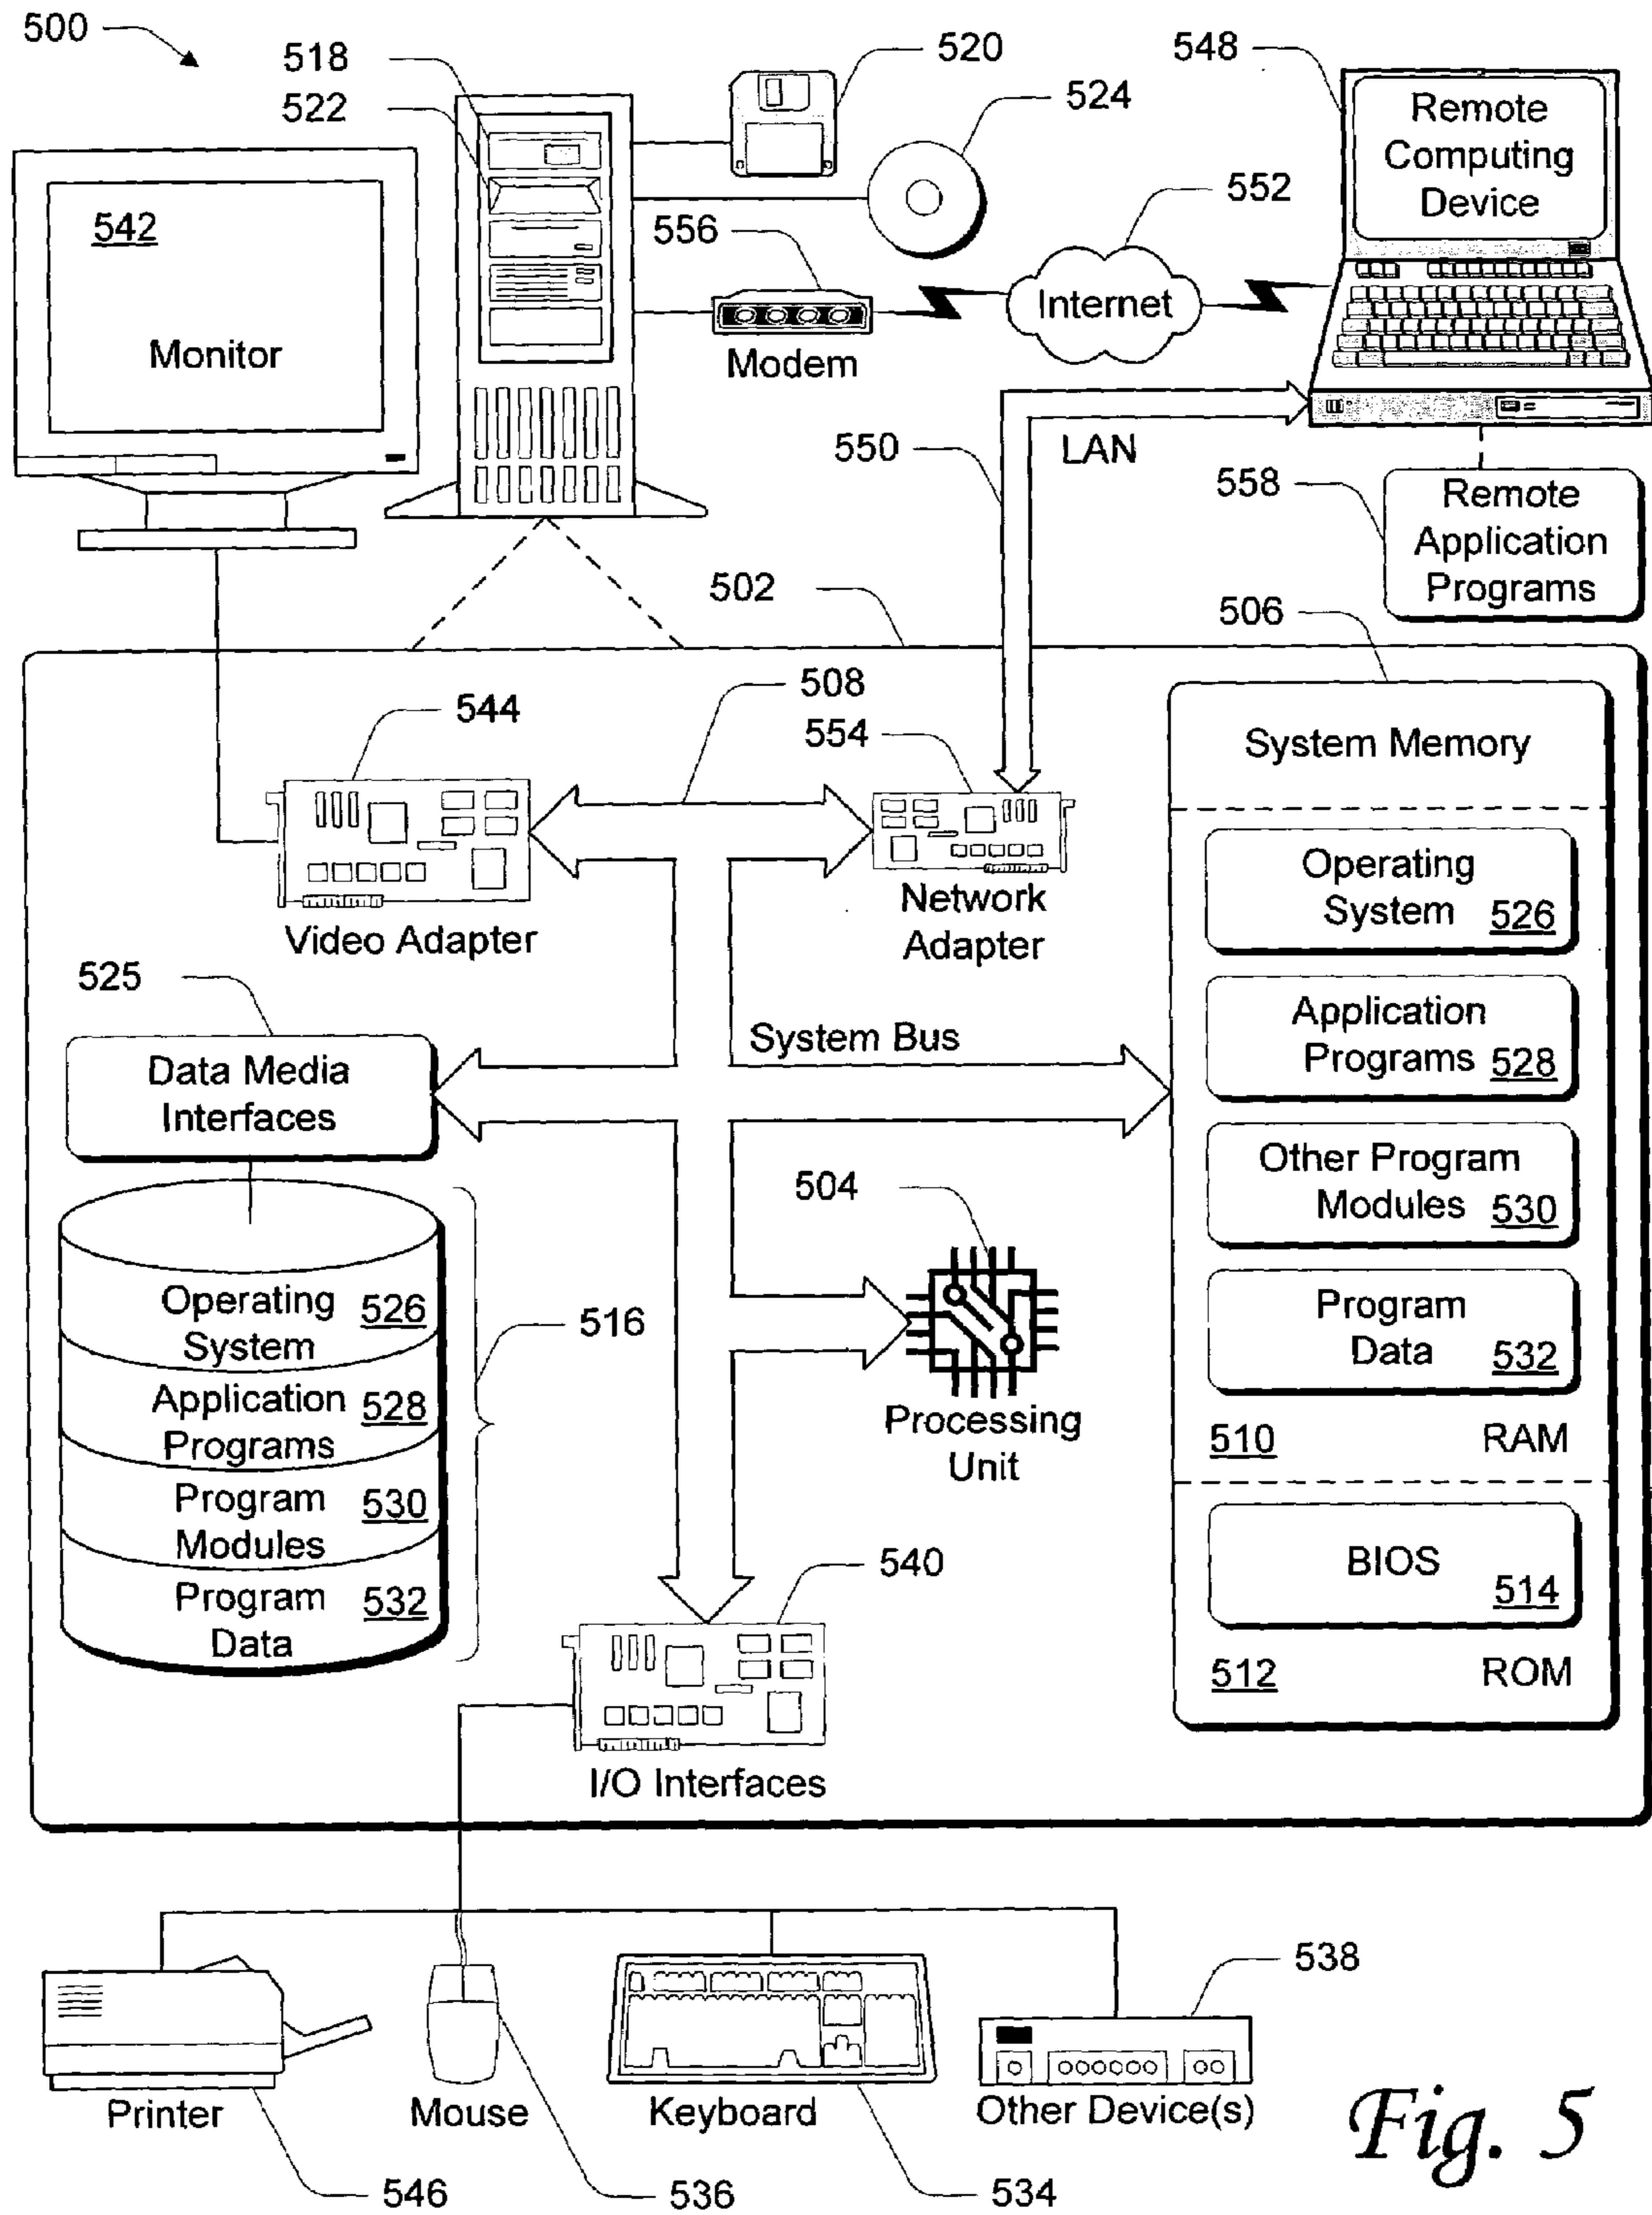 500
518
522
520
524
548
Remote
Computing
Device
542
Monitor
556
Modem
552
Internet
550
LAN
558
Remote
Application
Programs
502
506
508
544
554
Video Adapter
Network
Adapter
System Memory
Operating
System 526
Application
Programs 528
Other Program
Modules 530
Program
Data 532
510 RAM
BIOS
514
512 ROM
525
Data Media
Interfaces
System Bus
504
Processing
Unit
Operating
System 526
Application
Programs 528
Program
Modules 530
Program
Data 532
516
540
I/O Interfaces
538
Printer
Mouse
Keyboard
Other Device(s)
546
536
534
Fig. 5